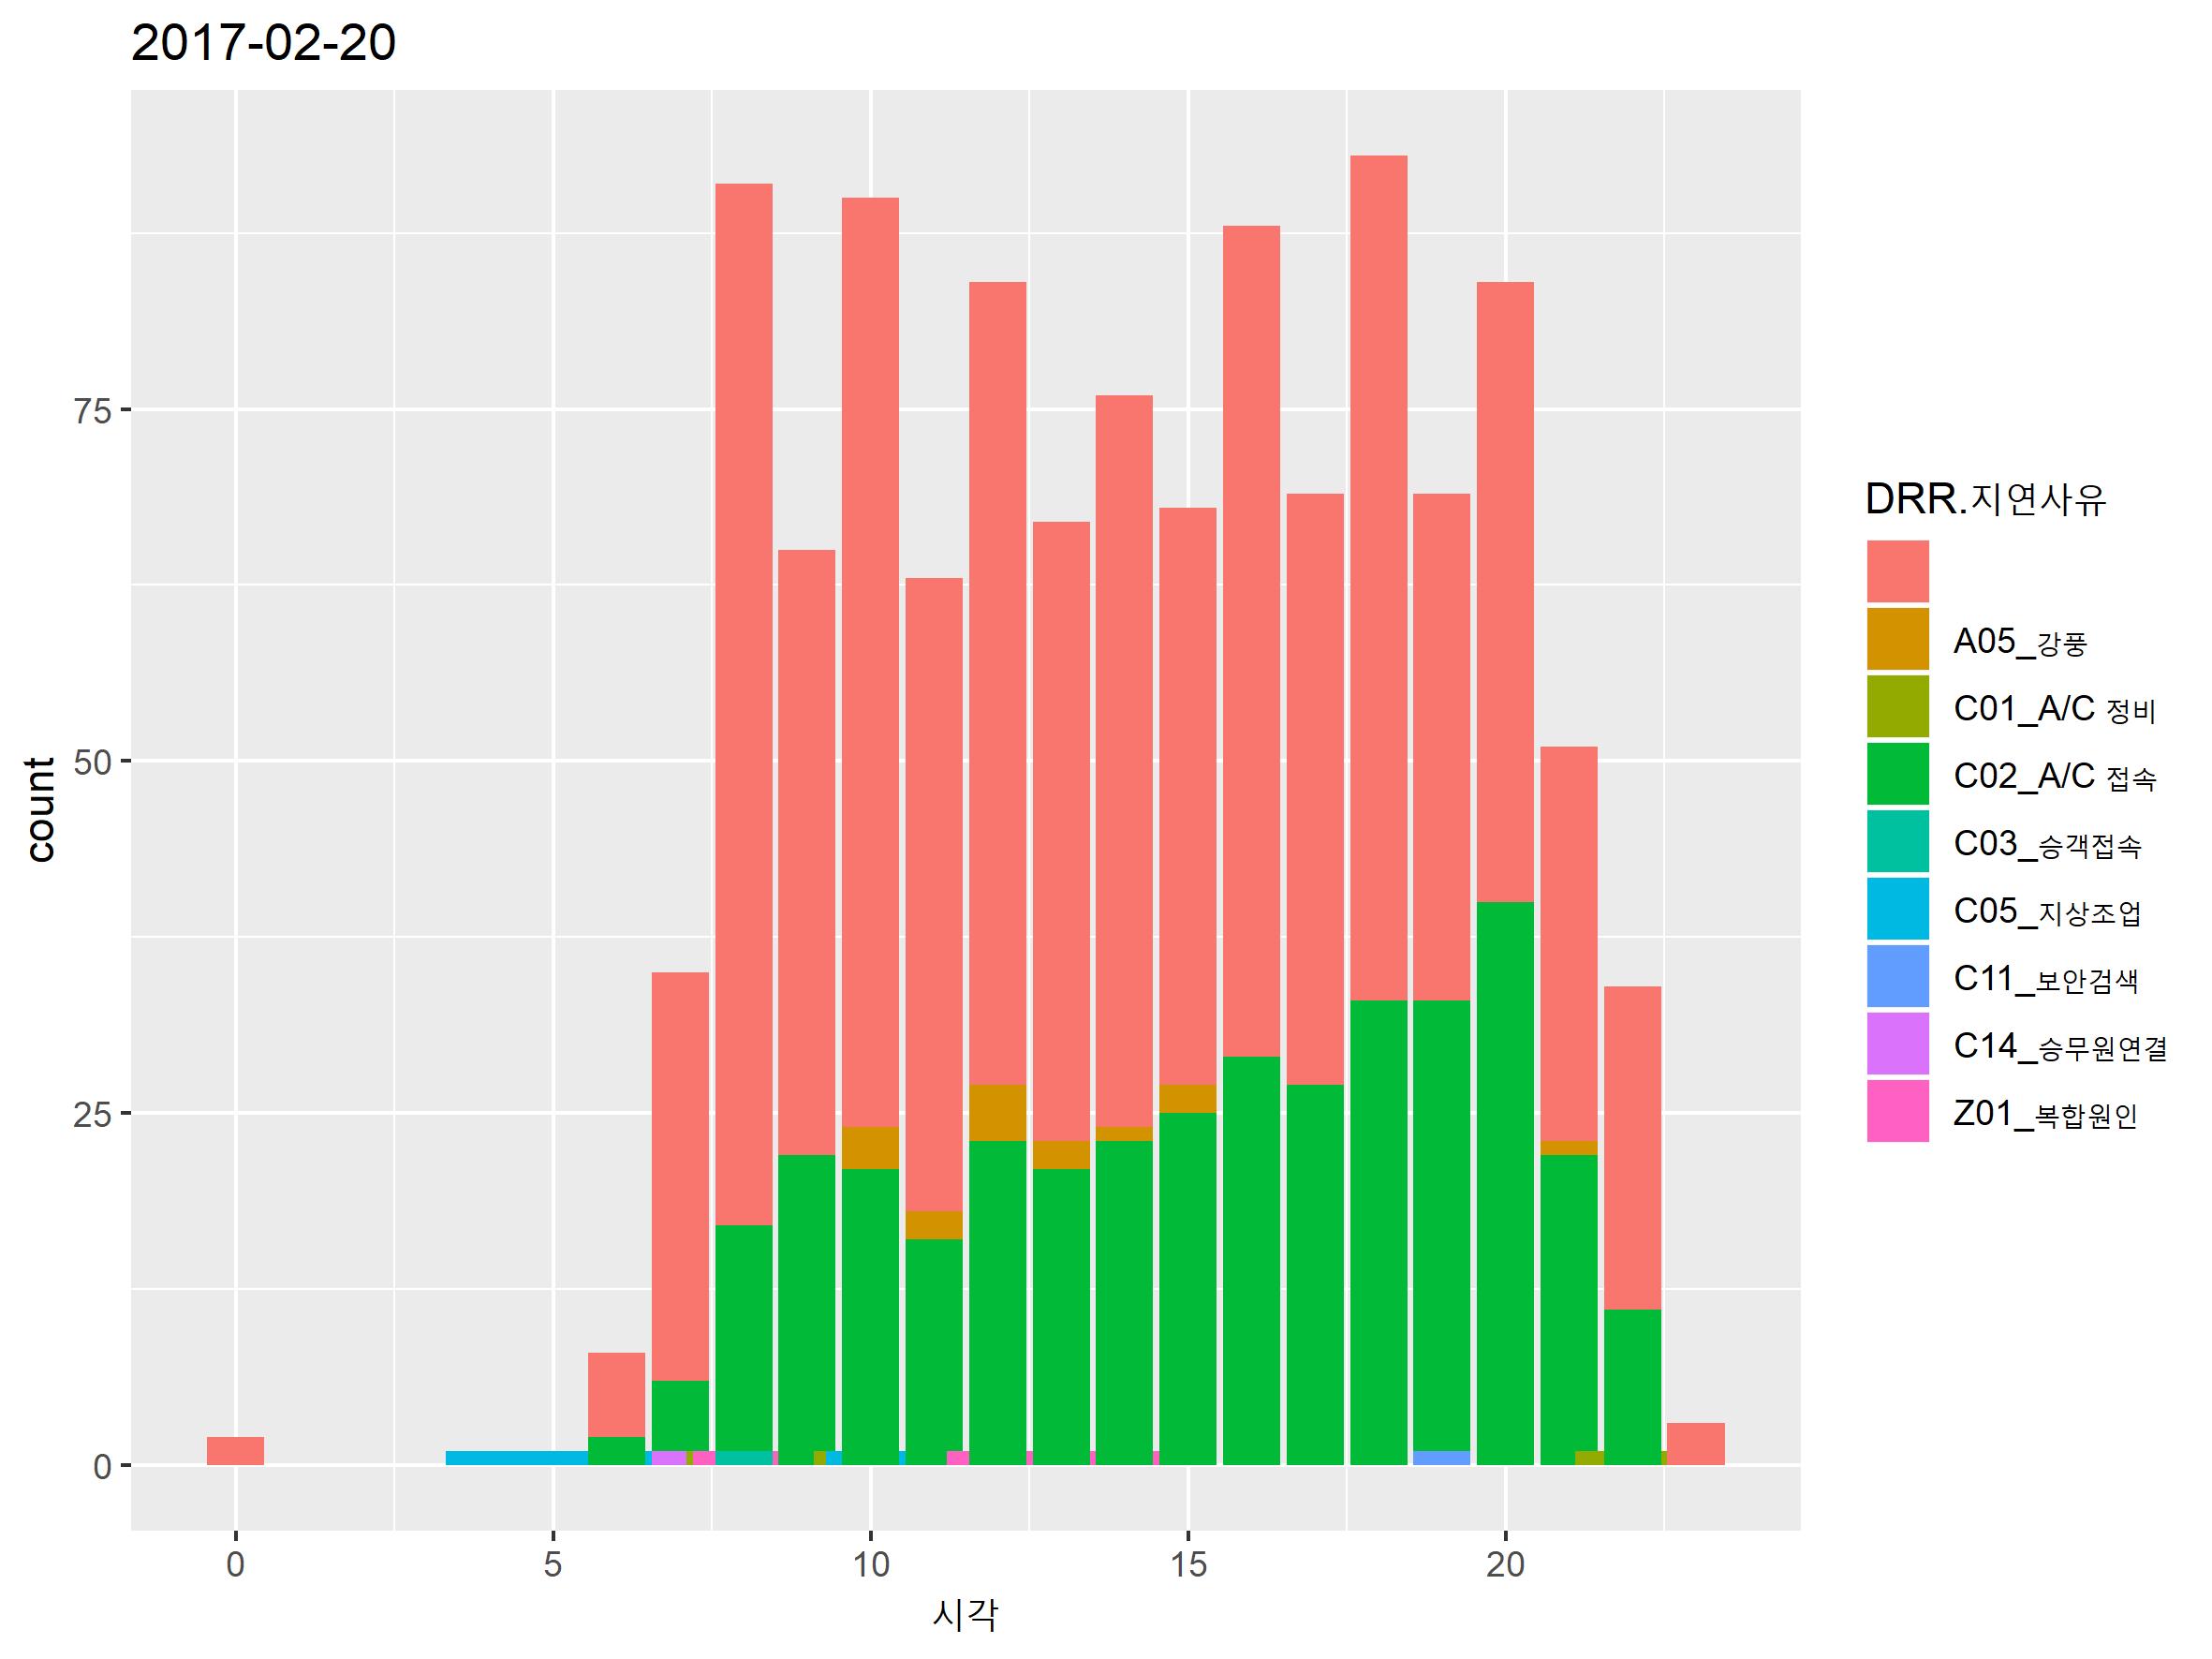 2017-02-20
count
75
50
25
0
0 5 10 15 20
시각
DRR.지연사유
A05_강풍
C01_A/C 정비
C02_A/C 접속
C03_승객접속
C05_지상조업
C11_보안검색
C14_승무원연결
Z01_복합원인